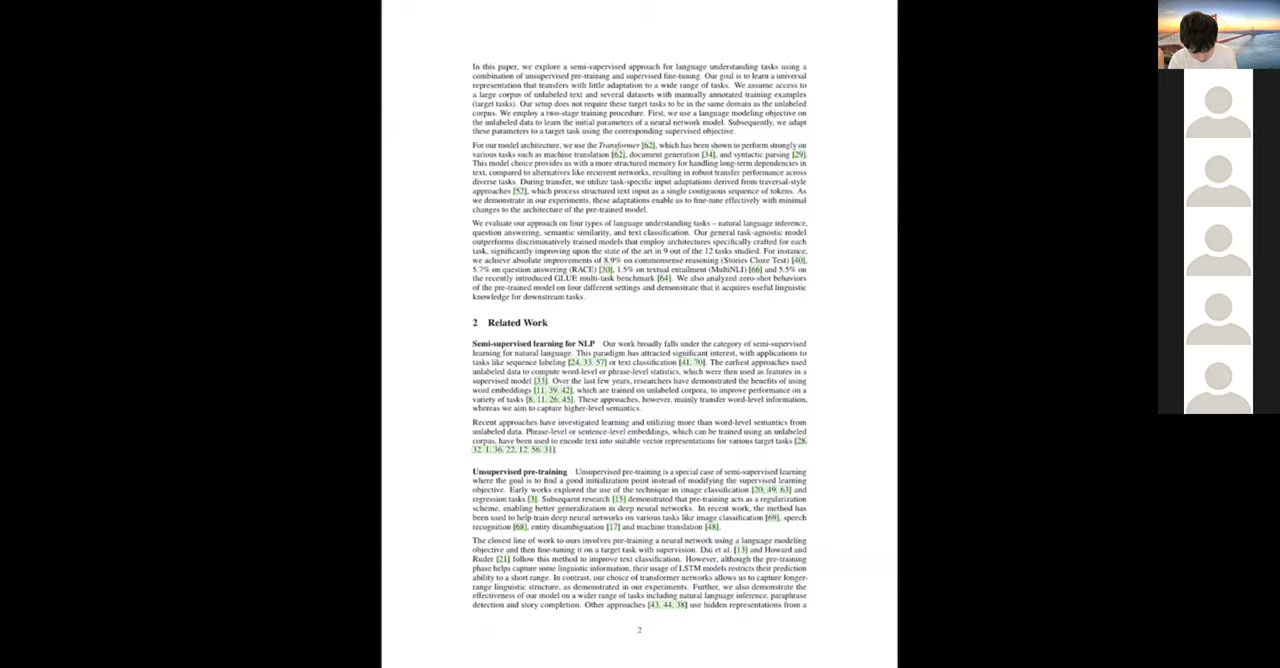 In this paper, we explore a semi-supervised approach for language understanding tasks using a
combination of unsupervised pre-training and supervised fine-tuning. Our goal is to learn a universal
representation that transfers with little adaptation to a wide range of tasks. We assume access to
a large corpus of unlabeled text and several datasets with manually annotated training examples
(target tasks). Our setup does not require these target tasks to be in the same domain as the unlabeled
corpus. We employ a two-stage training procedure. First, we use a language modeling objective on
the unlabeled data to learn the initial parameters of a neural network model. Subsequently, we adapt
these parameters to a target task using the corresponding supervised objective.
For our model architecture, we use the Transformer [62], which has been shown to perform strongly on
various tasks such as machine translation [62], document generation [34], and syntactic parsing [29].
This model choice provides us with a more structured memory for handling long-term dependencies in
text, compared to alternatives like recurrent networks, resulting in robust transfer performance across
diverse tasks. During transfer, we utilize task-specific input adaptations derived from traversal-style
approaches [52], which process structured text input as a single contiguous sequence of tokens. As
we demonstrate in our experiments, these adaptations enable us to fine-tune effectively with minimal
changes to the architecture of the pre-trained model.
We evaluate our approach on four types of language understanding tasks – natural language inference,
question answering, semantic similarity, and text classification. Our general task-agnostic model
outperforms discriminatively trained models that employ architectures specifically crafted for each
task, significantly improving upon the state of the art in 9 out of the 12 tasks studied. For instance,
we achieve absolute improvements of 8.9% on commonsense reasoning (Stories Cloze Test) [40],
5.7% on question answering (RACE) [30], 1.5% on textual entailment (MultiNLI) [66] and 5.5% on
the recently introduced GLUE multi-task benchmark [64]. We also analyzed zero-shot behaviors
of the pre-trained model on four different settings and demonstrate that it acquires useful linguistic
knowledge for downstream tasks.
2 Related Work
Semi-supervised learning for NLP Our work broadly falls under the category of semi-supervised
learning for natural language. This paradigm has attracted significant interest, with applications to
tasks like sequence labeling [24, 33, 57] or text classification [41, 70]. The earliest approaches used
unlabeled data to compute word-level or phrase-level statistics, which were then used as features in a
supervised model [33]. Over the last few years, researchers have demonstrated the benefits of using
word embeddings [11, 39, 42], which are trained on unlabeled corpora, to improve performance on a
variety of tasks [8, 11, 26, 45]. These approaches, however, mainly transfer word-level information,
whereas we aim to capture higher-level semantics.
Recent approaches have investigated learning and utilizing more than word-level semantics from
unlabeled data. Phrase-level or sentence-level embeddings, which can be trained using an unlabeled
corpus, have been used to encode text into suitable vector representations for various target tasks [28,
32, 1, 36, 22, 12, 56, 31].
Unsupervised pre-training Unsupervised pre-training is a special case of semi-supervised learning
where the goal is to find a good initialization point instead of modifying the supervised learning
objective. Early works explored the use of the technique in image classification [20, 49, 63] and
regression tasks [3]. Subsequent research [15] demonstrated that pre-training acts as a regularization
scheme, enabling better generalization in deep neural networks. In recent work, the method has
been used to help train deep neural networks on various tasks like image classification [69], speech
recognition [68], entity disambiguation [17] and machine translation [48].
The closest line of work to ours involves pre-training a neural network using a language modeling
objective and then fine-tuning it on a target task with supervision. Dai et al. [13] and Howard and
Ruder [21] follow this method to improve text classification. However, although the pre-training
phase helps capture some linguistic information, their usage of LSTM models restricts their prediction
ability to a short range. In contrast, our choice of transformer networks allows us to capture longer-
range linguistic structure, as demonstrated in our experiments. Further, we also demonstrate the
effectiveness of our model on a wider range of tasks including natural language inference, paraphrase
detection and story completion. Other approaches [43, 44, 38] use hidden representations from a
2